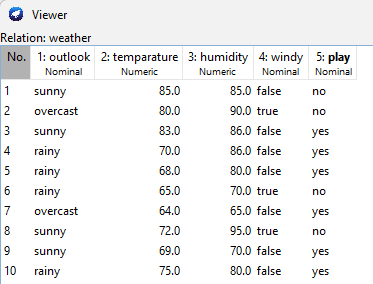 Viewer
Relation: weather
No. 1: outlook 2: temparature 3: humidity 4: windy 5: play
Nominal Numeric Numeric Nominal Nominal
1 sunny 85.0 85.0 false no
2 overcast 80.0 90.0 true no
3 sunny 83.0 86.0 false yes
4 rainy 70.0 86.0 false yes
5 rainy 68.0 80.0 false yes
6 rainy 65.0 70.0 true no
7 overcast 64.0 65.0 false yes
8 sunny 72.0 95.0 true no
9 sunny 69.0 70.0 false yes
10 rainy 75.0 80.0 false yes